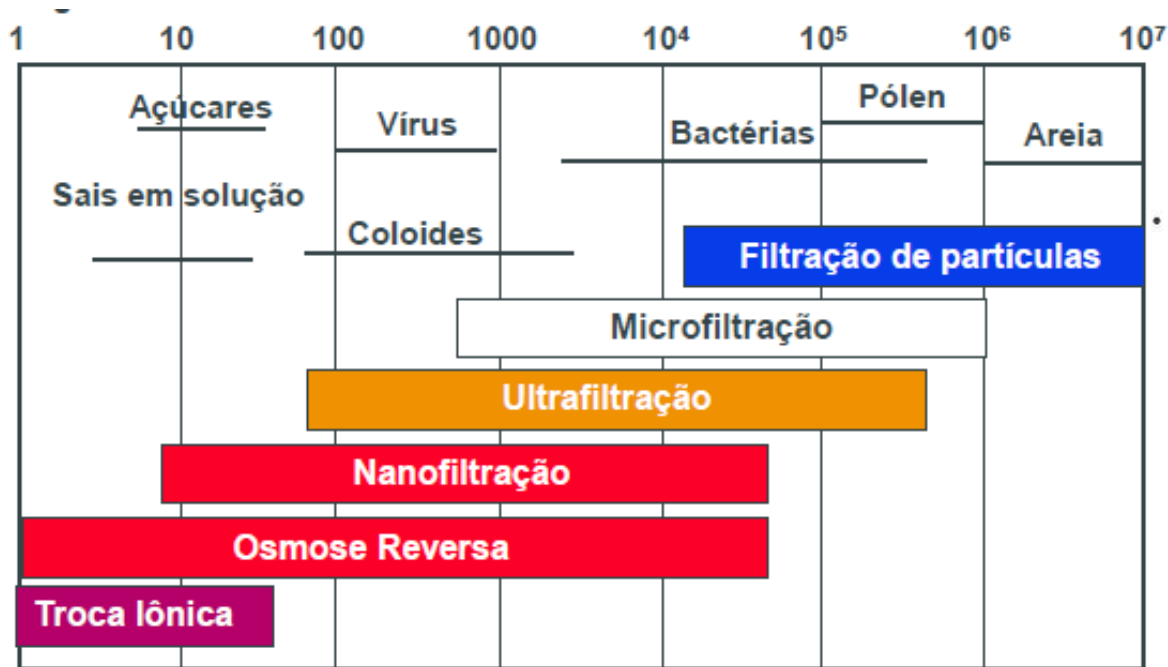 1 10 100 1000 10⁴ 10⁵ 10⁶ 10⁷
Açúcares
Vírus
Bactérias
Pólen
Areia
Sais em solução
Coloides
Filtração de partículas
Microfiltração
Ultrafiltração
Nanofiltração
Osmose Reversa
Troca Iônica